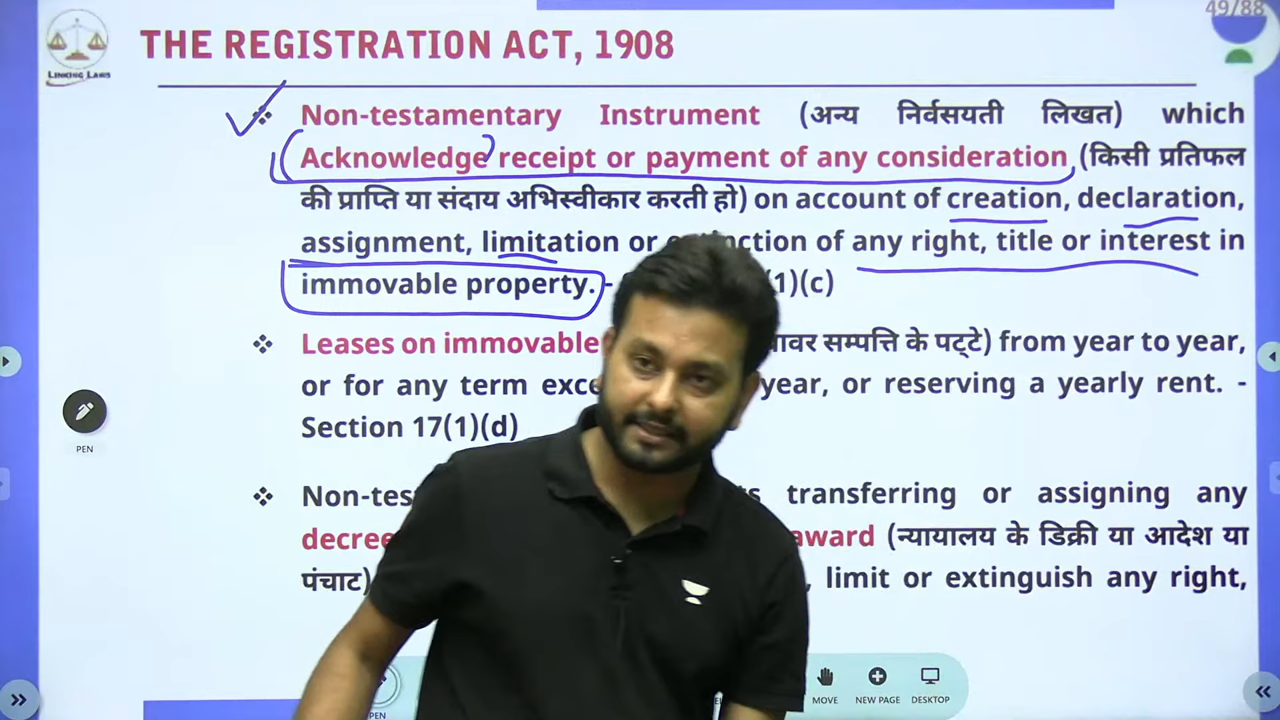 49/88
LINKING LAWS
THE REGISTRATION ACT, 1908
Non-testamentary Instrument (अन्य निर्वसयती लिखत) which
Acknowledge receipt or payment of any consideration (किसी प्रतिफल
की प्राप्ति या संदाय अभिस्वीकार करती हो) on account of creation, declaration,
assignment, limitation or of any right, title or interest in
immovable property. - 1)(c)
Leases on immovable सम्पत्ति के पट्टे) from year to year,
or for any term year, or reserving a yearly rent. -
Section 17(1)(d)
transferring or assigning any
award (न्यायालय के डिक्री या आदेश या
पंचाट) , limit or extinguish any right,
PEN
PEN
MOVE
NEW PAGE
DESKTOP